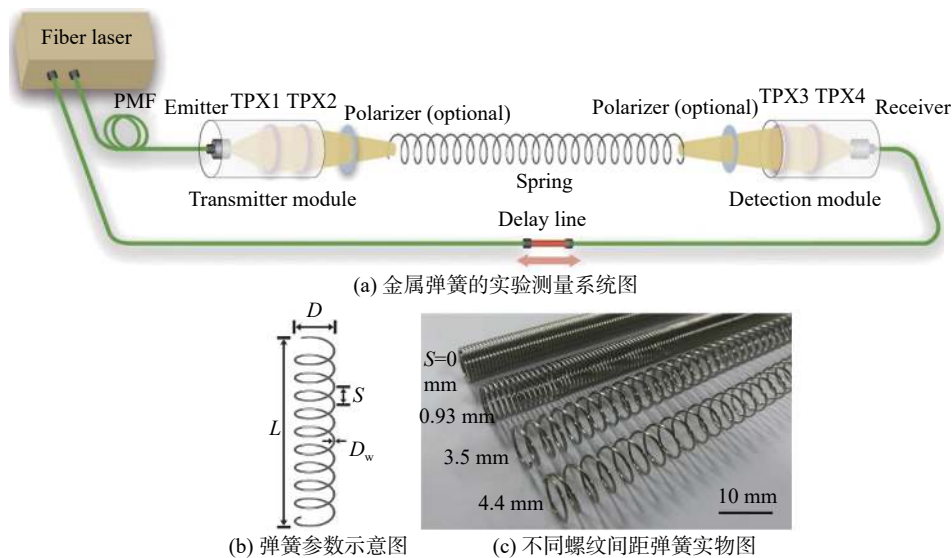 Fiber laser
PMF
Emitter
TPX1 TPX2
Polarizer (optional)
Polarizer (optional)
TPX3 TPX4
Receiver
Transmitter module
Spring
Detection module
Delay line
(a) 金属弹簧的实验测量系统图
D
S
L
Dw
S=0
mm
0.93 mm
3.5 mm
4.4 mm
10 mm
(b) 弹簧参数示意图
(c) 不同螺纹间距弹簧实物图